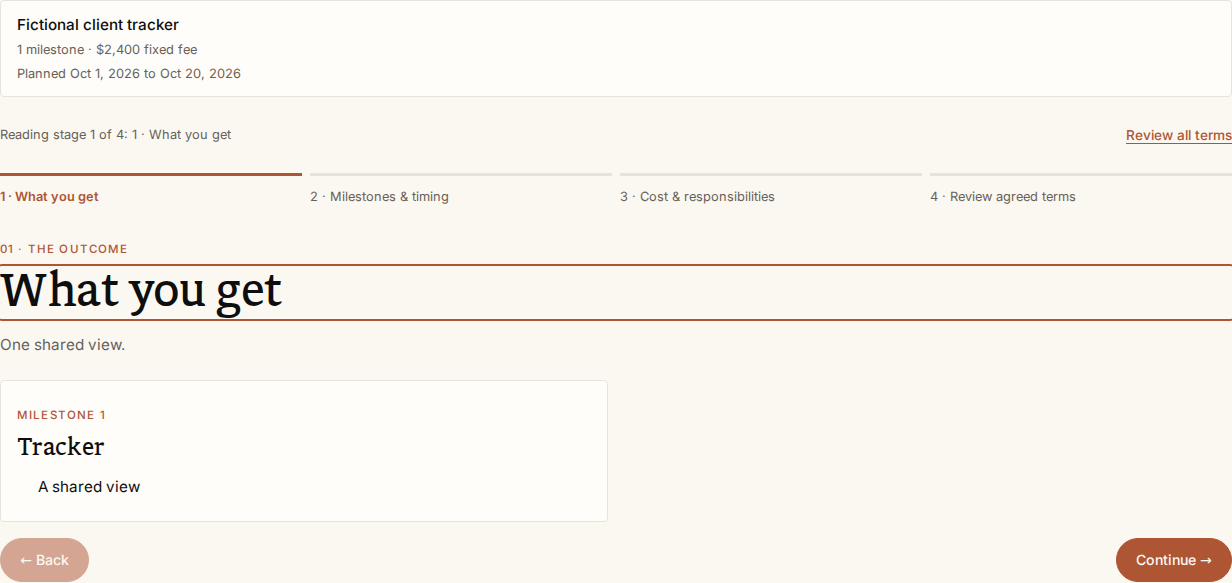 Fictional client tracker
1 milestone · $2,400 fixed fee
Planned Oct 1, 2026 to Oct 20, 2026
Reading stage 1 of 4: 1 · What you get
Review all terms
1 · What you get
2 · Milestones & timing
3 · Cost & responsibilities
4 · Review agreed terms
01 · THE OUTCOME
What you get
One shared view.
MILESTONE 1
Tracker
A shared view
← Back
Continue →